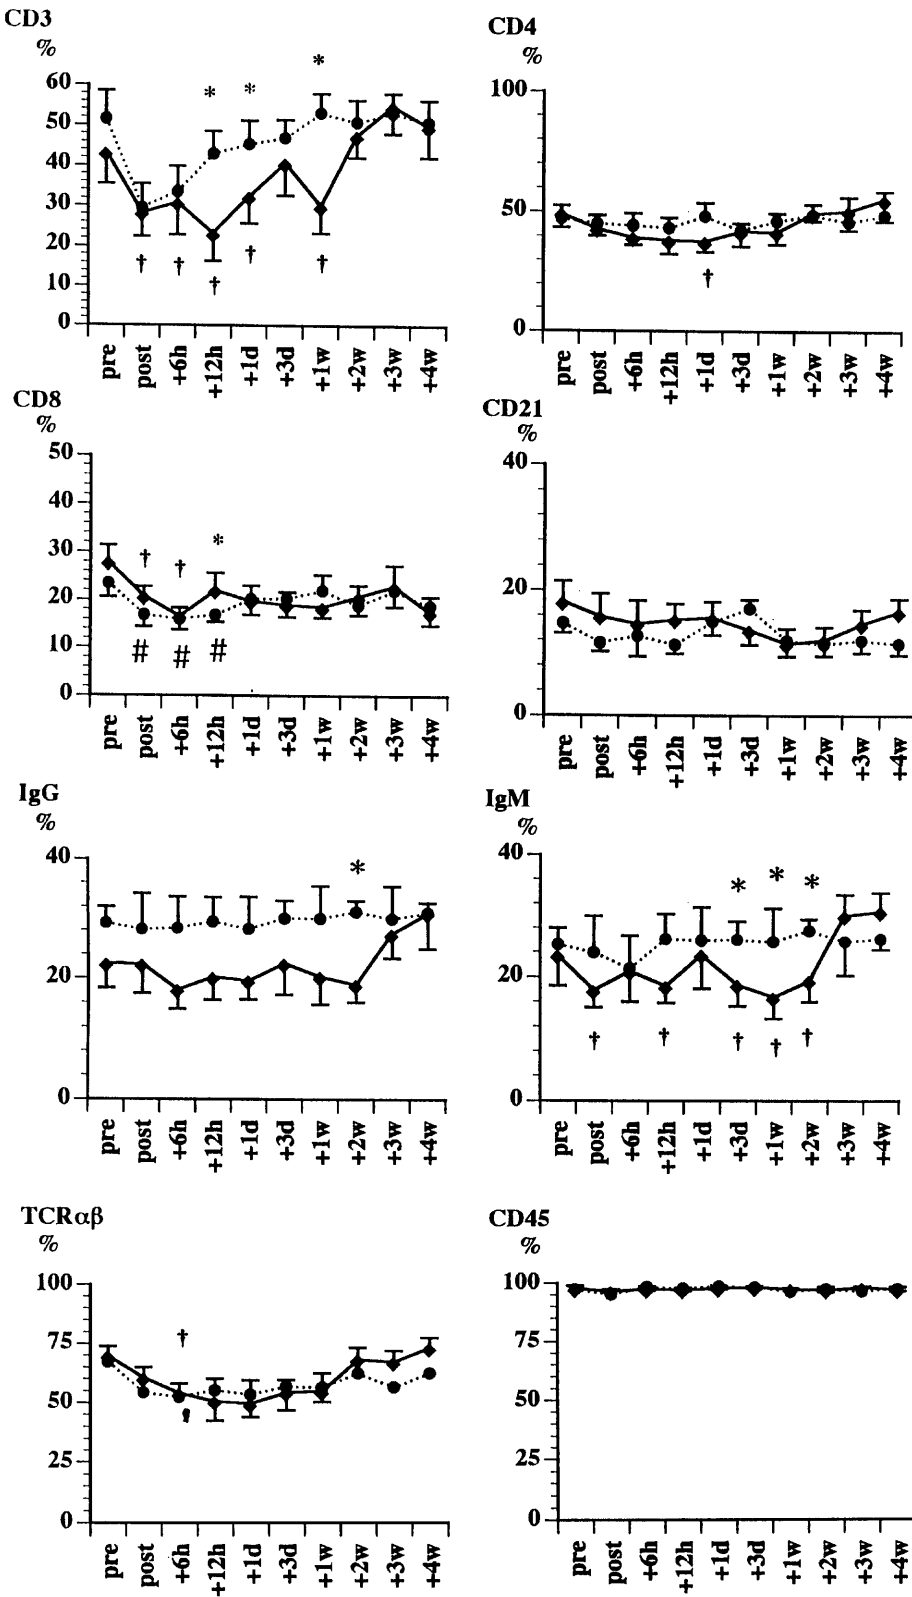 CD3
%
60
50
40
30
20
10
0
* * *
† † † † †
pre post +6h +12h +1d +3d +1w +2w +3w +4w
CD4
%
100
50
0
†
pre post +6h +12h +1d +3d +1w +2w +3w +4w
CD8
%
50
40
30
20
10
0
† † *
# # #
pre post +6h +12h +1d +3d +1w +2w +3w +4w
CD21
%
40
20
0
pre post +6h +12h +1d +3d +1w +2w +3w +4w
IgG
%
40
20
0
*
pre post +6h +12h +1d +3d +1w +2w +3w +4w
IgM
%
40
20
0
* * *
† † † † †
pre post +6h +12h +1d +3d +1w +2w +3w +4w
TCRαβ
%
100
75
50
25
0
†
pre post +6h +12h +1d +3d +1w +2w +3w +4w
CD45
%
100
75
50
25
0
pre post +6h +12h +1d +3d +1w +2w +3w +4w